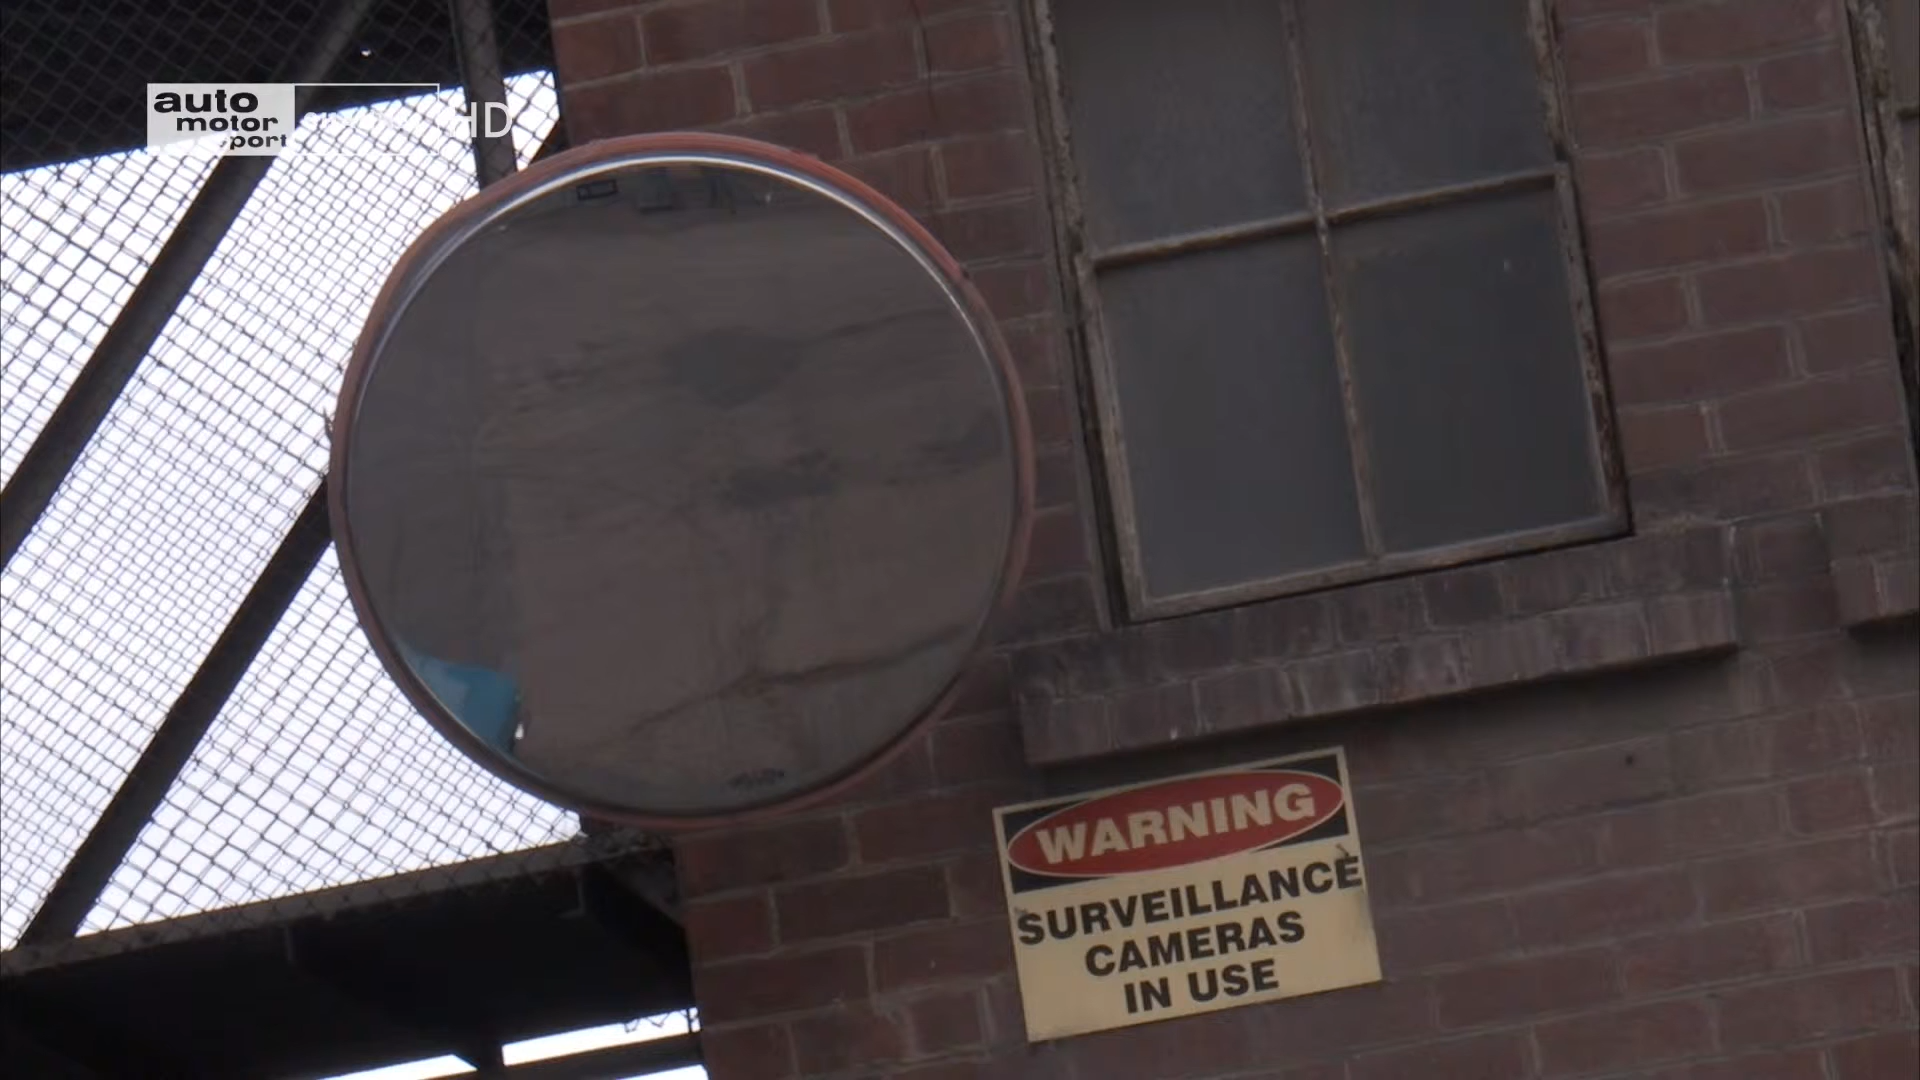 auto
motor
sport
HD
WARNING
SURVEILLANCE
CAMERAS
IN USE